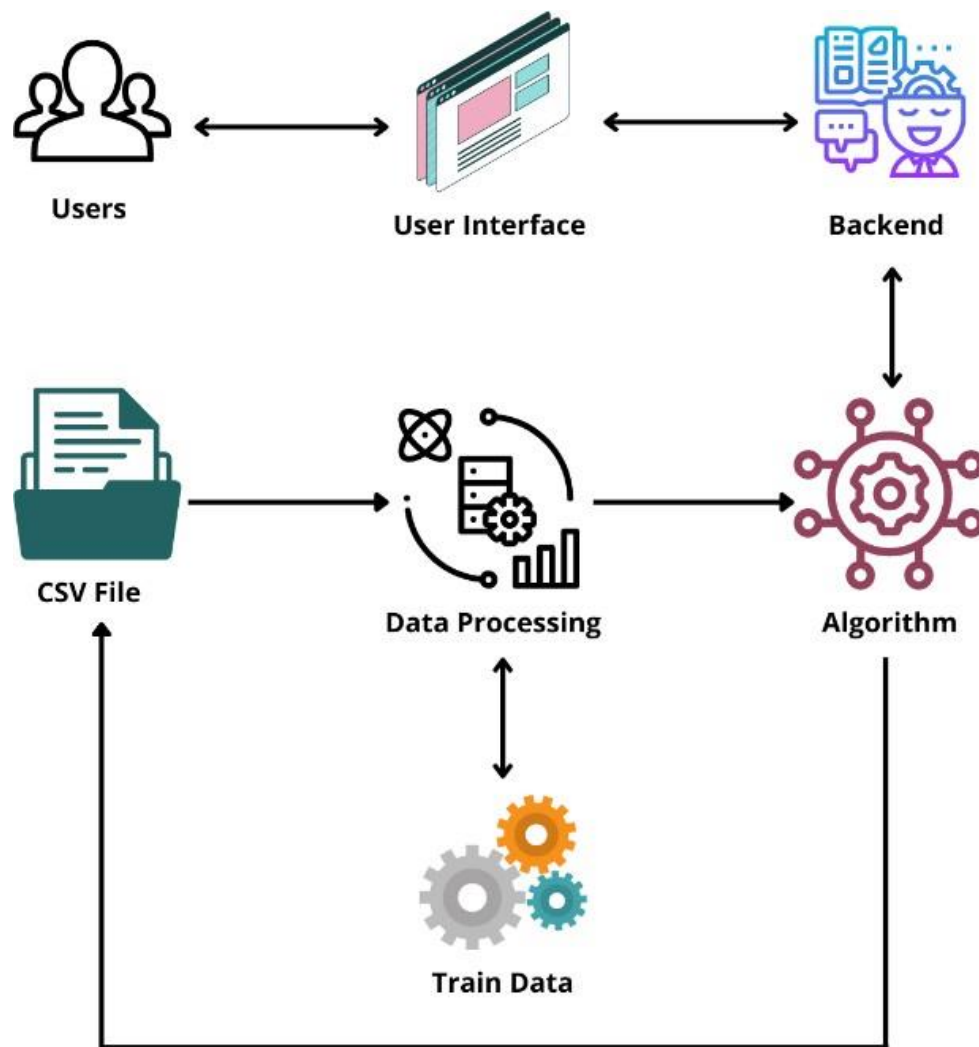 Users
User Interface
Backend
CSV File
Data Processing
Algorithm
Train Data